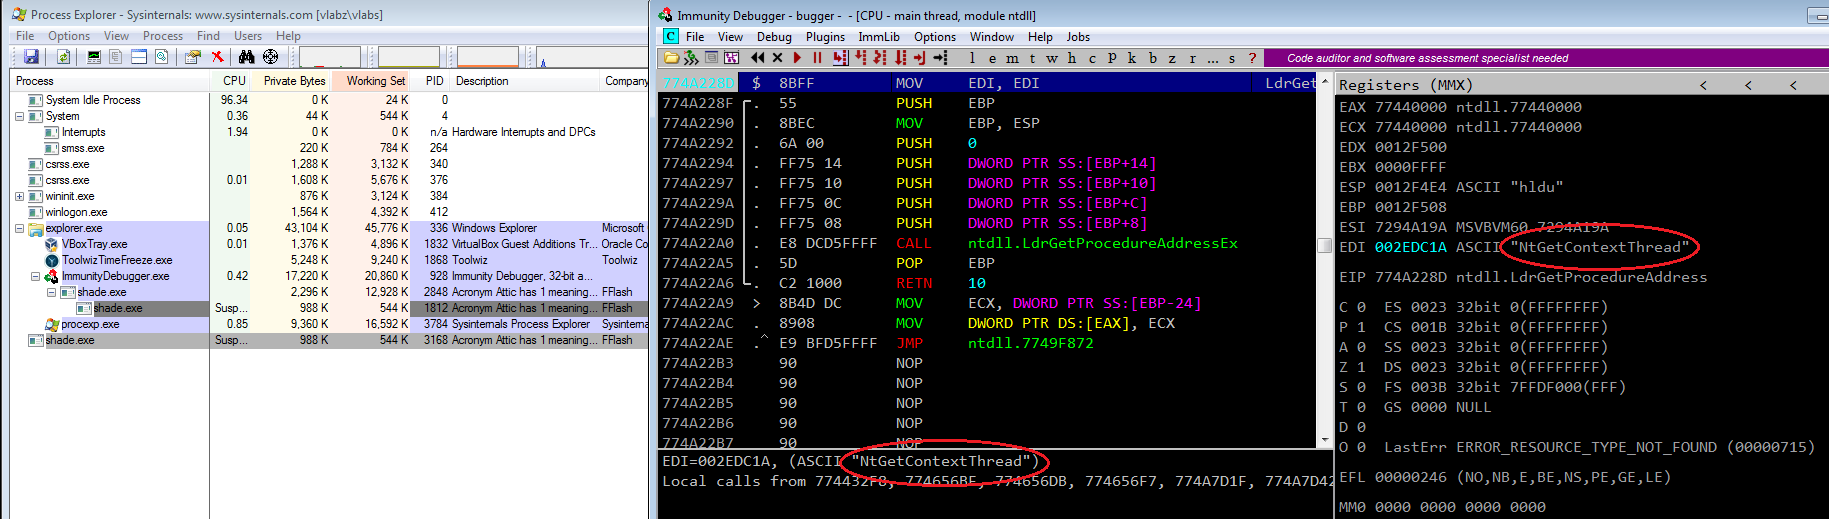 Process Explorer - Sysinternals: www.sysinternals.com [vlabz\vlabs]
File Options View Process Find Users Help
Process CPU Private Bytes Working Set PID Description Company
System Idle Process 96.34 0 K 24 K 0
System 0.36 44 K 544 K 4
Interrupts 1.94 0 K 0 K n/a Hardware Interrupts and DPCs
smss.exe 220 K 784 K 264
csrss.exe 1,288 K 3,132 K 340
csrss.exe 0.01 1,608 K 5,676 K 376
wininit.exe 876 K 3,124 K 384
winlogon.exe 1,564 K 4,392 K 412
explorer.exe 0.05 43,104 K 45,776 K 336 Windows Explorer Microsoft
VBoxTray.exe 0.01 1,376 K 4,896 K 1832 VirtualBox Guest Additions Tr... Oracle Co
ToolwizTimeFreeze.exe 5,248 K 9,240 K 1868 Toolwiz Toolwiz
ImmunityDebugger.exe 0.42 17,220 K 20,860 K 928 Immunity Debugger, 32-bit a...
shade.exe 2,296 K 12,928 K 2848 Acronym Attic has 1 meaning... FFlash
shade.exe Susp... 988 K 544 K 1812 Acronym Attic has 1 meaning... FFlash
procexp.exe 0.85 9,360 K 16,592 K 3784 Sysinternals Process Explorer Sysinterna
shade.exe Susp... 988 K 544 K 3168 Acronym Attic has 1 meaning... FFlash
Immunity Debugger - bugger - - [CPU - main thread, module ntdll]
C File View Debug Plugins ImmLib Options Window Help Jobs
l e m t w h c p k b z r ... s ? Code auditor and software assessment specialist needed
774A228D $ 8BFF MOV EDI, EDI LdrGet
774A228F . 55 PUSH EBP
774A2290 . 8BEC MOV EBP, ESP
774A2292 . 6A 00 PUSH 0
774A2294 . FF75 14 PUSH DWORD PTR SS:[EBP+14]
774A2297 . FF75 10 PUSH DWORD PTR SS:[EBP+10]
774A229A . FF75 0C PUSH DWORD PTR SS:[EBP+C]
774A229D . FF75 08 PUSH DWORD PTR SS:[EBP+8]
774A22A0 . E8 DCD5FFFF CALL ntdll.LdrGetProcedureAddressEx
774A22A5 . 5D POP EBP
774A22A6 . C2 1000 RETN 10
774A22A9 > 8B4D DC MOV ECX, DWORD PTR SS:[EBP-24]
774A22AC . 8908 MOV DWORD PTR DS:[EAX], ECX
774A22AE .^ E9 BFD5FFFF JMP ntdll.7749F872
774A22B3 90 NOP
774A22B4 90 NOP
774A22B5 90 NOP
774A22B6 90 NOP
774A22B7 90 NOP
EDI=002EDC1A, (ASCII "NtGetContextThread")
Local calls from 774432F8, 774656BF, 774656DB, 774656F7, 774A7D1F, 774A7D42
Registers (MMX) < < <
EAX 77440000 ntdll.77440000
ECX 77440000 ntdll.77440000
EDX 0012F500
EBX 0000FFFF
ESP 0012F4E4 ASCII "hldu"
EBP 0012F508
ESI 7294A19A MSVBVM60.7294A19A
EDI 002EDC1A ASCII "NtGetContextThread"
EIP 774A228D ntdll.LdrGetProcedureAddress
C 0 ES 0023 32bit 0(FFFFFFFF)
P 1 CS 001B 32bit 0(FFFFFFFF)
A 0 SS 0023 32bit 0(FFFFFFFF)
Z 1 DS 0023 32bit 0(FFFFFFFF)
S 0 FS 003B 32bit 7FFDF000(FFF)
T 0 GS 0000 NULL
D 0
O 0 LastErr ERROR_RESOURCE_TYPE_NOT_FOUND (00000715)
EFL 00000246 (NO,NB,E,BE,NS,PE,GE,LE)
MM0 0000 0000 0000 0000